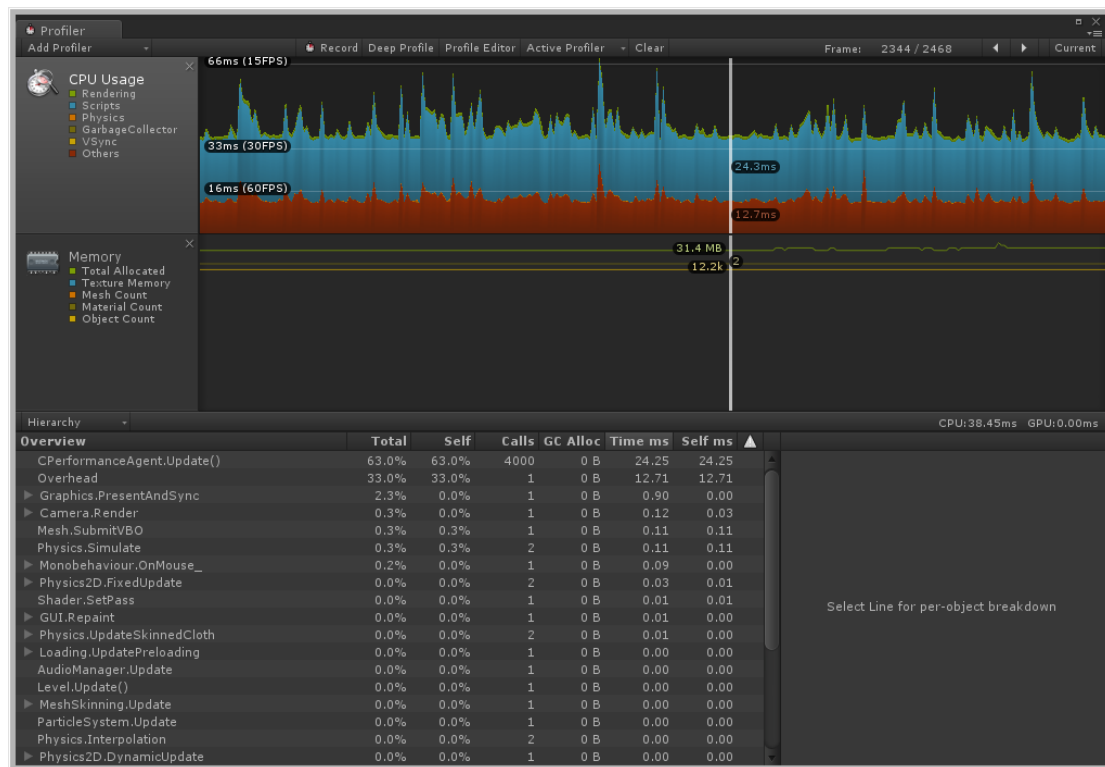 Profiler
Add Profiler Record Deep Profile Profile Editor Active Profiler Clear Frame: 2344 / 2468 Current
CPU Usage
Rendering
Scripts
Physics
GarbageCollector
VSync
Others
66ms (15FPS)
33ms (30FPS)
16ms (60FPS)
24.3ms
12.7ms
Memory
Total Allocated
Texture Memory
Mesh Count
Material Count
Object Count
31.4 MB
12.2k 2
Hierarchy CPU:38.45ms GPU:0.00ms
Overview Total Self Calls GC Alloc Time ms Self ms
CPerformanceAgent.Update() 63.0% 63.0% 4000 0 B 24.25 24.25
Overhead 33.0% 33.0% 1 0 B 12.71 12.71
Graphics.PresentAndSync 2.3% 0.0% 1 0 B 0.90 0.00
Camera.Render 0.3% 0.0% 1 0 B 0.12 0.03
Mesh.SubmitVBO 0.3% 0.3% 1 0 B 0.11 0.11
Physics.Simulate 0.3% 0.3% 2 0 B 0.11 0.11
Monobehaviour.OnMouse_ 0.2% 0.0% 1 0 B 0.09 0.00
Physics2D.FixedUpdate 0.0% 0.0% 2 0 B 0.03 0.01
Shader.SetPass 0.0% 0.0% 1 0 B 0.01 0.01
GUI.Repaint 0.0% 0.0% 1 0 B 0.01 0.00
Physics.UpdateSkinnedCloth 0.0% 0.0% 2 0 B 0.01 0.00
Loading.UpdatePreloading 0.0% 0.0% 1 0 B 0.00 0.00
AudioManager.Update 0.0% 0.0% 1 0 B 0.00 0.00
Level.Update() 0.0% 0.0% 1 0 B 0.00 0.00
MeshSkinning.Update 0.0% 0.0% 1 0 B 0.00 0.00
ParticleSystem.Update 0.0% 0.0% 1 0 B 0.00 0.00
Physics.Interpolation 0.0% 0.0% 2 0 B 0.00 0.00
Physics2D.DynamicUpdate 0.0% 0.0% 1 0 B 0.00 0.00
Select Line for per-object breakdown